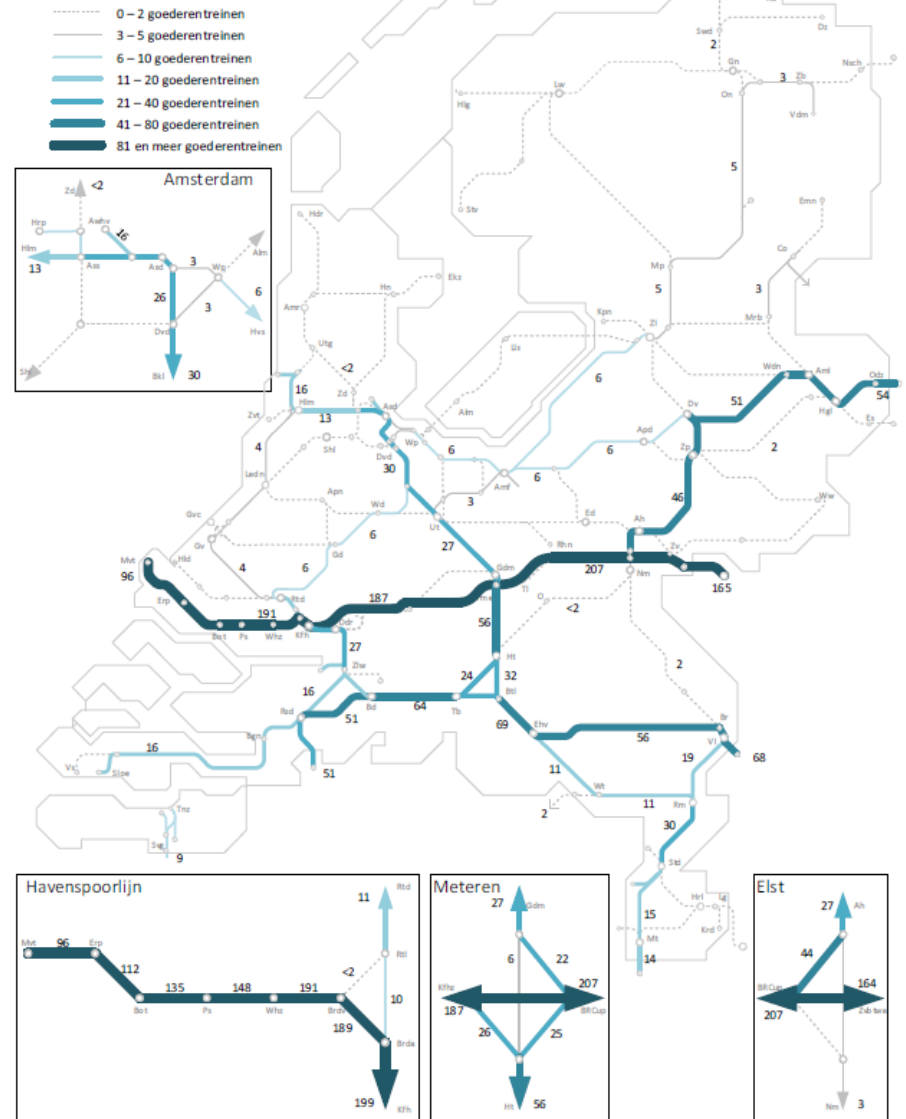 0 – 2 goederentreinen
3 – 5 goederentreinen
6 – 10 goederentreinen
11 – 20 goederentreinen
21 – 40 goederentreinen
41 – 80 goederentreinen
81 en meer goederentreinen
Swd
Dz
2
Gn
Nsch
3
Zb
On
Vdm
Lw
Hlg
Stv
5
Emn
Co
Mp
5
3
Mrb
Amsterdam
Zd
<2
Hrp
Awhv
16
Hlm
13
Ass
Asd
3
Wp
Alm
26
3
6
Hvs
Dvd
Shl
Bkl
30
Hdr
Hn
Ekz
Amr
Utg
<2
Zd
Kpn
Zl
Lls
Wdn
Aml
Odz
54
51
Hgl
Es
16
Hlm
13
Asd
Alm
6
Dv
Zvt
Shl
Wp
Apd
Zp
2
4
Dvd
30
6
6
6
Ledn
Amf
Apn
3
46
Ww
Wd
Gvc
6
Ut
Ed
Ah
Gv
Gd
27
Rhn
Zv
Mvt
96
Hld
4
6
Gdm
207
Nm
165
Erp
Rtd
187
Tl
191
O
<2
Bot
Ps
Whz
Kfh
Ddr
56
27
Ht
2
Zlw
24
32
16
Btl
Rsd
Bd
64
Tb
51
69
Ehv
Br
56
Vl
68
16
Bgn
19
Vs
Sloe
51
11
Wt
11
Rm
2
Tnz
30
9
Std
Hrl
15
Krd
Mt
14
Havenspoorlijn
Rtd
11
Mvt
96
Erp
112
Rtl
<2
135
148
191
10
Bot
Ps
Whz
Brdv
189
Brda
199
Kfh
Meteren
27
Gdm
6
22
Kfhz
207
187
BRCup
26
25
Ht
56
Elst
27
Ah
44
BRCup
164
207
Zvbtwa
Nm
3